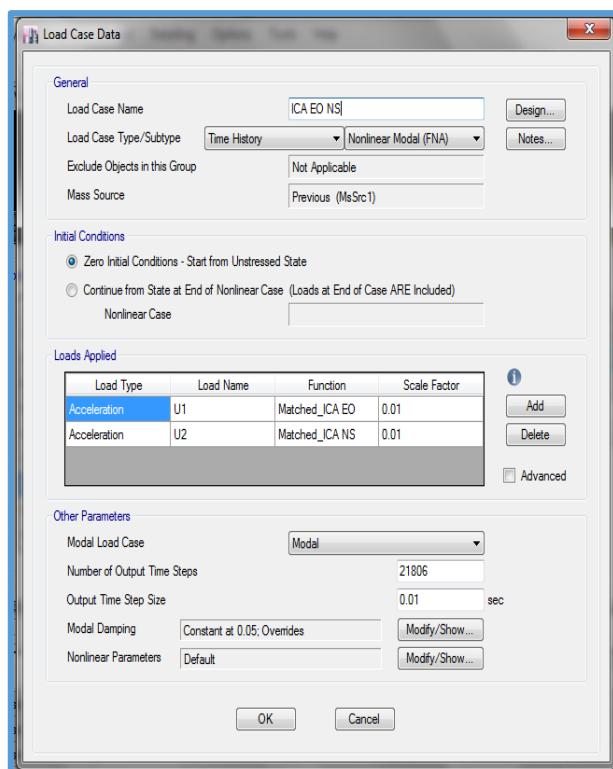 Load Case Data
Detailing Options Tools Help
General
Load Case Name ICA EO NS Design...
Load Case Type/Subtype Time History Nonlinear Modal (FNA) Notes...
Exclude Objects in this Group Not Applicable
Mass Source Previous (MsSrc1)
Initial Conditions
Zero Initial Conditions - Start from Unstressed State
Continue from State at End of Nonlinear Case (Loads at End of Case ARE Included)
Nonlinear Case
Loads Applied
Load Type Load Name Function Scale Factor
Acceleration U1 Matched_ICA EO 0.01 Add
Acceleration U2 Matched_ICA NS 0.01 Delete
Advanced
Other Parameters
Modal Load Case Modal
Number of Output Time Steps 21806
Output Time Step Size 0.01 sec
Modal Damping Constant at 0.05; Overrides Modify/Show...
Nonlinear Parameters Default Modify/Show...
OK Cancel